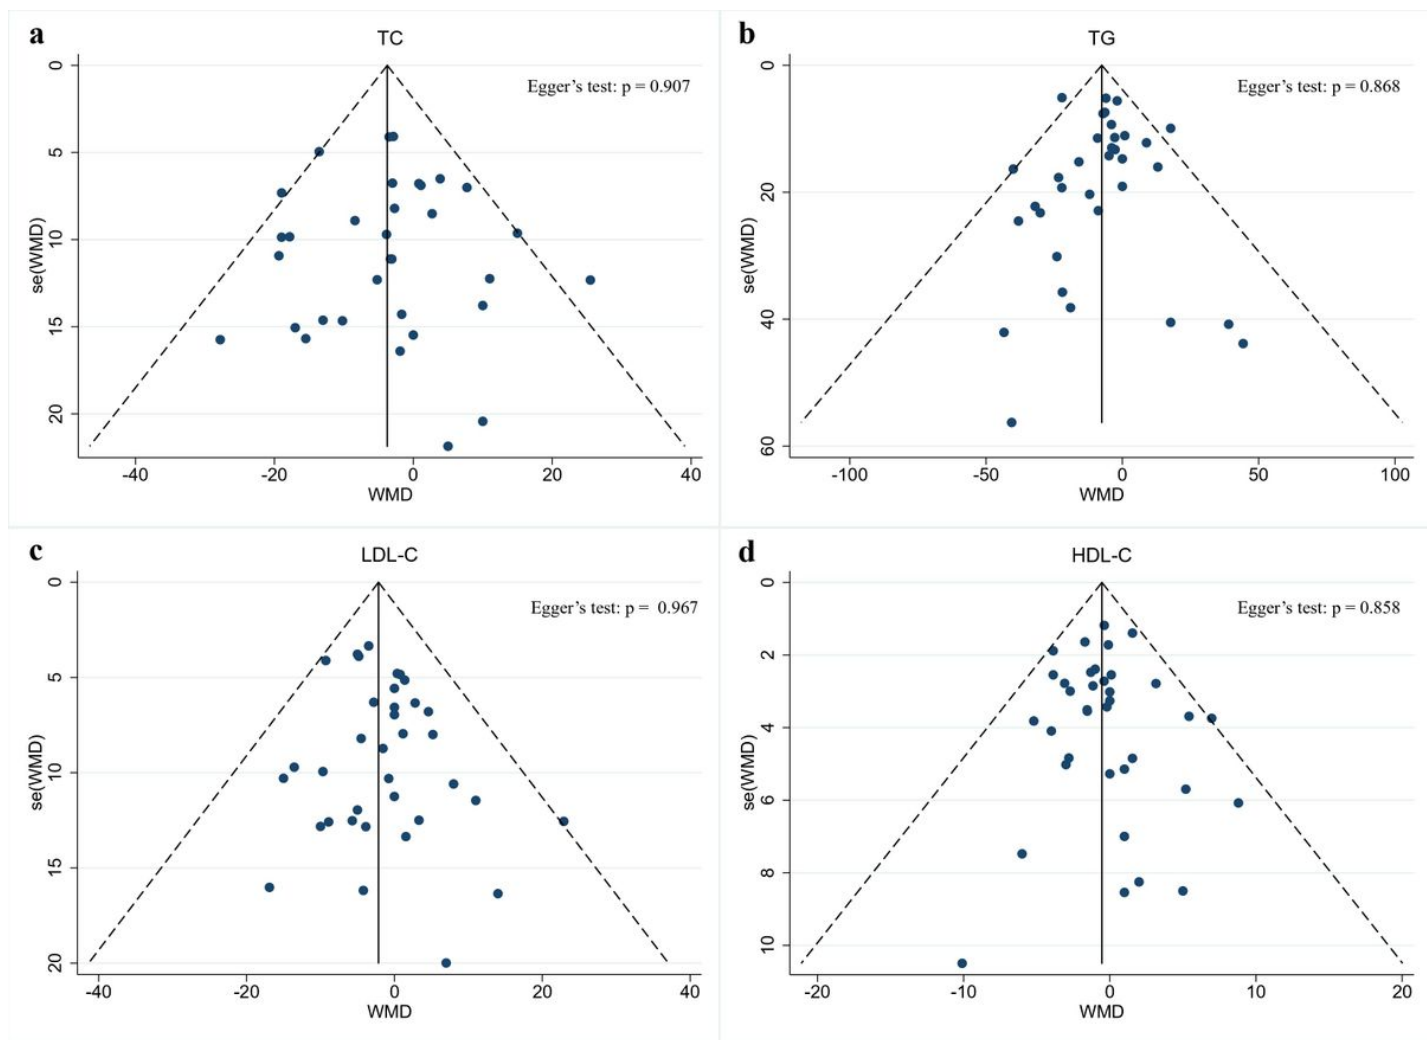 a
TC
Egger's test: p = 0.907
0
5
10
15
20
se(WMD)
-40
-20
0
20
40
WMD
b
TG
Egger's test: p = 0.868
0
20
40
60
se(WMD)
-100
-50
0
50
100
WMD
c
LDL-C
Egger's test: p = 0.967
0
5
10
15
20
se(WMD)
-40
-20
0
20
40
WMD
d
HDL-C
Egger's test: p = 0.858
0
2
4
6
8
10
se(WMD)
-20
-10
0
10
20
WMD